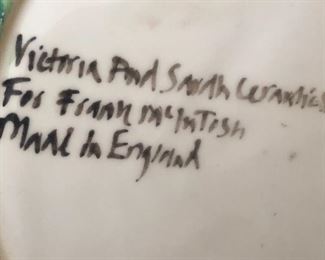 Victoria And Sarah Ceramics
For Frank McIntosh
Made in England